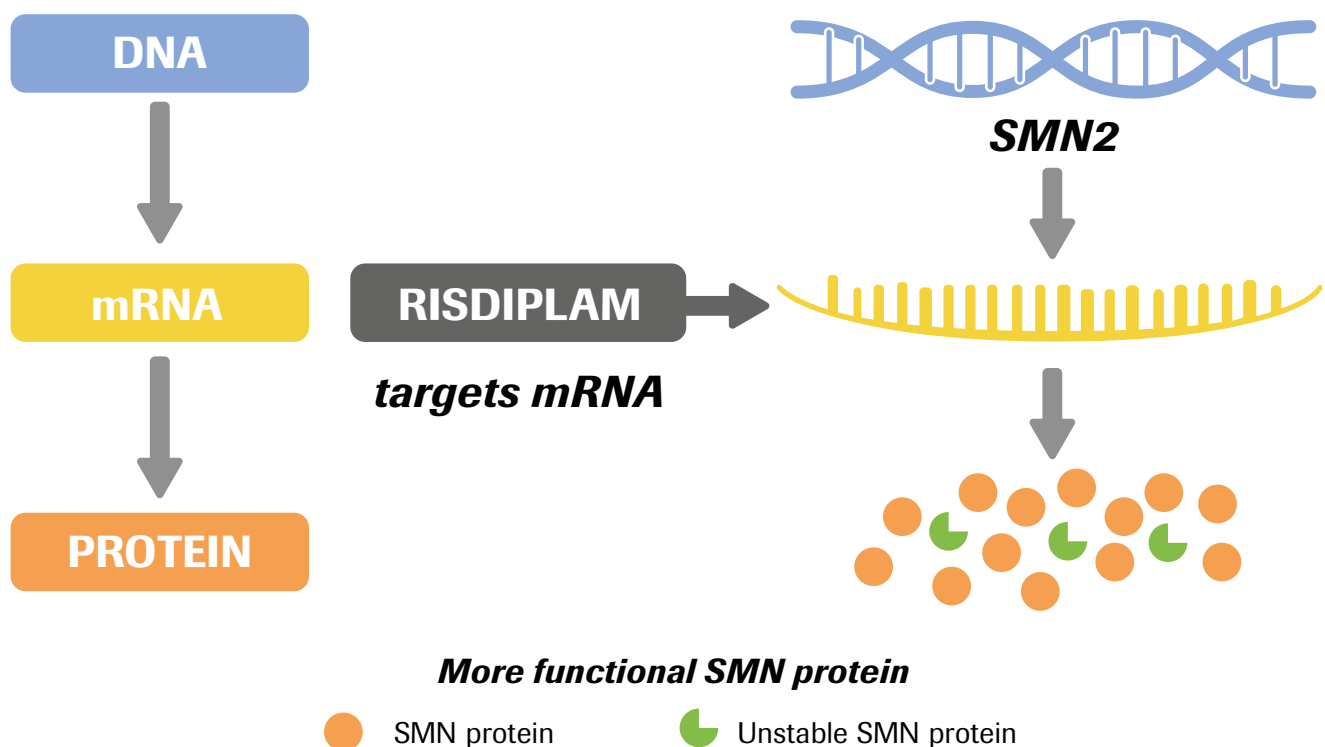 DNA
SMN2
mRNA
RISDIPLAM
targets mRNA
PROTEIN
More functional SMN protein
SMN protein
Unstable SMN protein